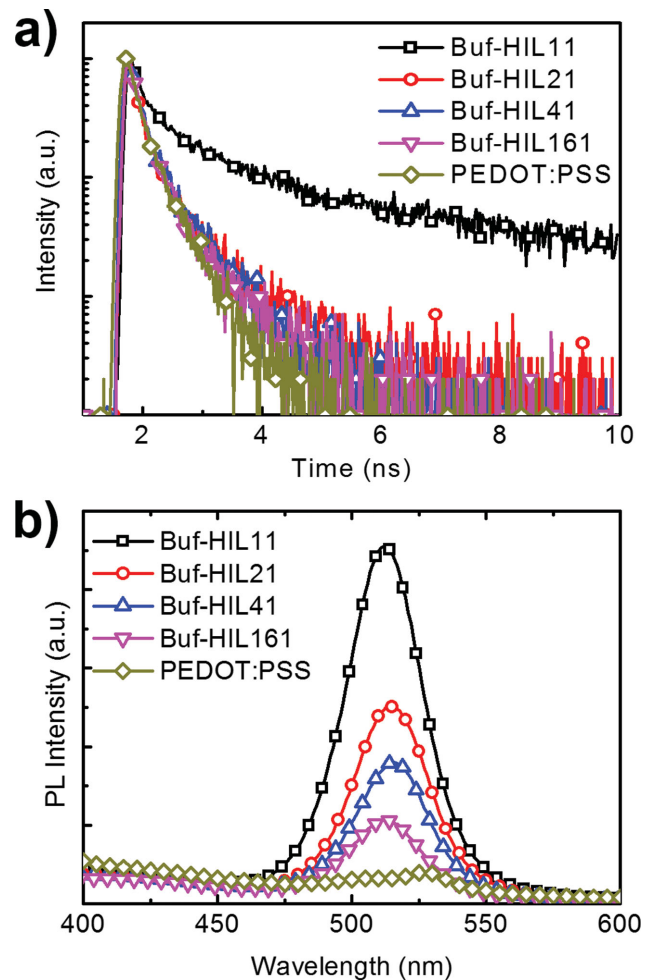 a)
Buf-HIL11
Buf-HIL21
Buf-HIL41
Buf-HIL161
PEDOT:PSS
Intensity (a.u.)
2 4 6 8 10
Time (ns)
b)
Buf-HIL11
Buf-HIL21
Buf-HIL41
Buf-HIL161
PEDOT:PSS
PL Intensity (a.u.)
400 450 500 550 600
Wavelength (nm)